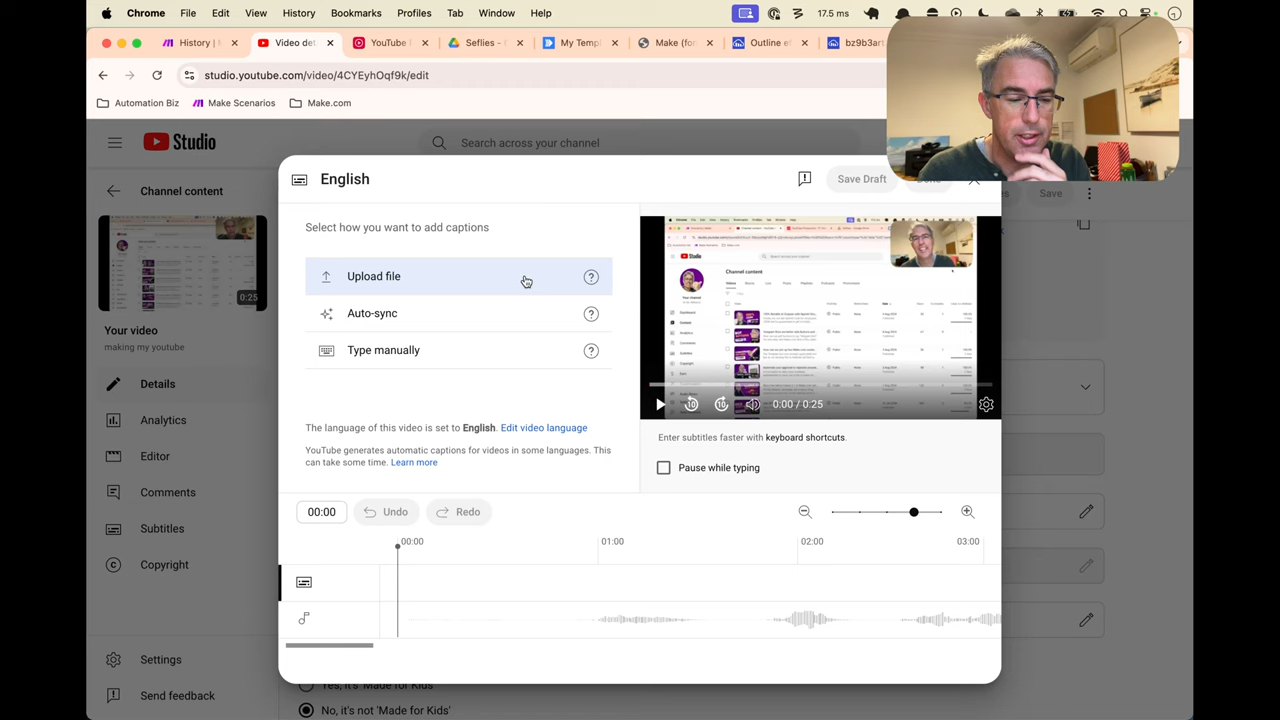 Chrome File Edit View History Bookmarks Profiles Tab Window Help 17.5 ms
History | Video de YouTube Seflies - C My Templ Make (for Outline et bz9b3art
studio.youtube.com/video/4CYEyhOqf9k/edit
Automation Biz Make Scenarios Make.com
Studio
Search across your channel
Channel content
English
Save Draft
Save
Select how you want to add captions
Upload file
Auto-sync
Type manually
0:25
Your video
making my youtube
Details
Analytics
Editor
Comments
Subtitles
Copyright
Settings
Send feedback
The language of this video is set to English. Edit video language
YouTube generates automatic captions for videos in some languages. This
can take some time. Learn more
Studio
Channel content
0:00 / 0:25
Enter subtitles faster with keyboard shortcuts.
Pause while typing
00:00 Undo Redo
00:00 01:00 02:00 03:00
Yes, it's 'Made for Kids'
No, it's not 'Made for Kids'